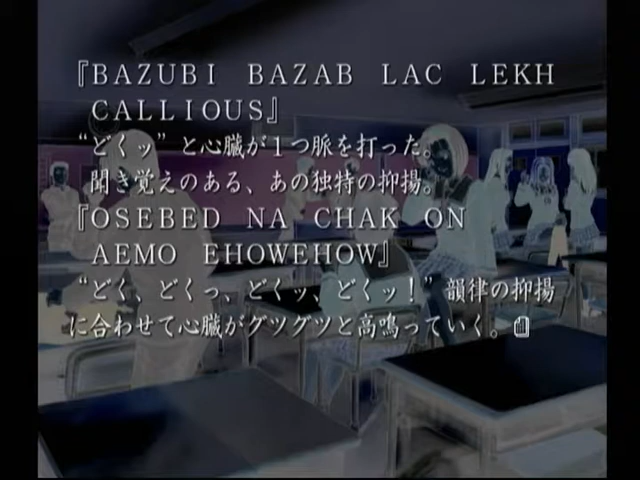 『ＢＡＺＵＢＩ　ＢＡＺＡＢ　ＬＡＣ　ＬＥＫＨ
ＣＡＬＬＩＯＵＳ』
“どくッ”と心臓が１つ脈を打った。
聞き覚えのある、あの独特の抑揚。
『ＯＳＥＢＥＤ　ＮＡ　ＣＨＡＫ　ＯＮ
ＡＥＭＯ　ＥＨＯＷＥＨＯＷ』
“どく、どくっ、どくッ、どくッ！”韻律の抑揚
に合わせて心臓がグツグツと高鳴っていく。